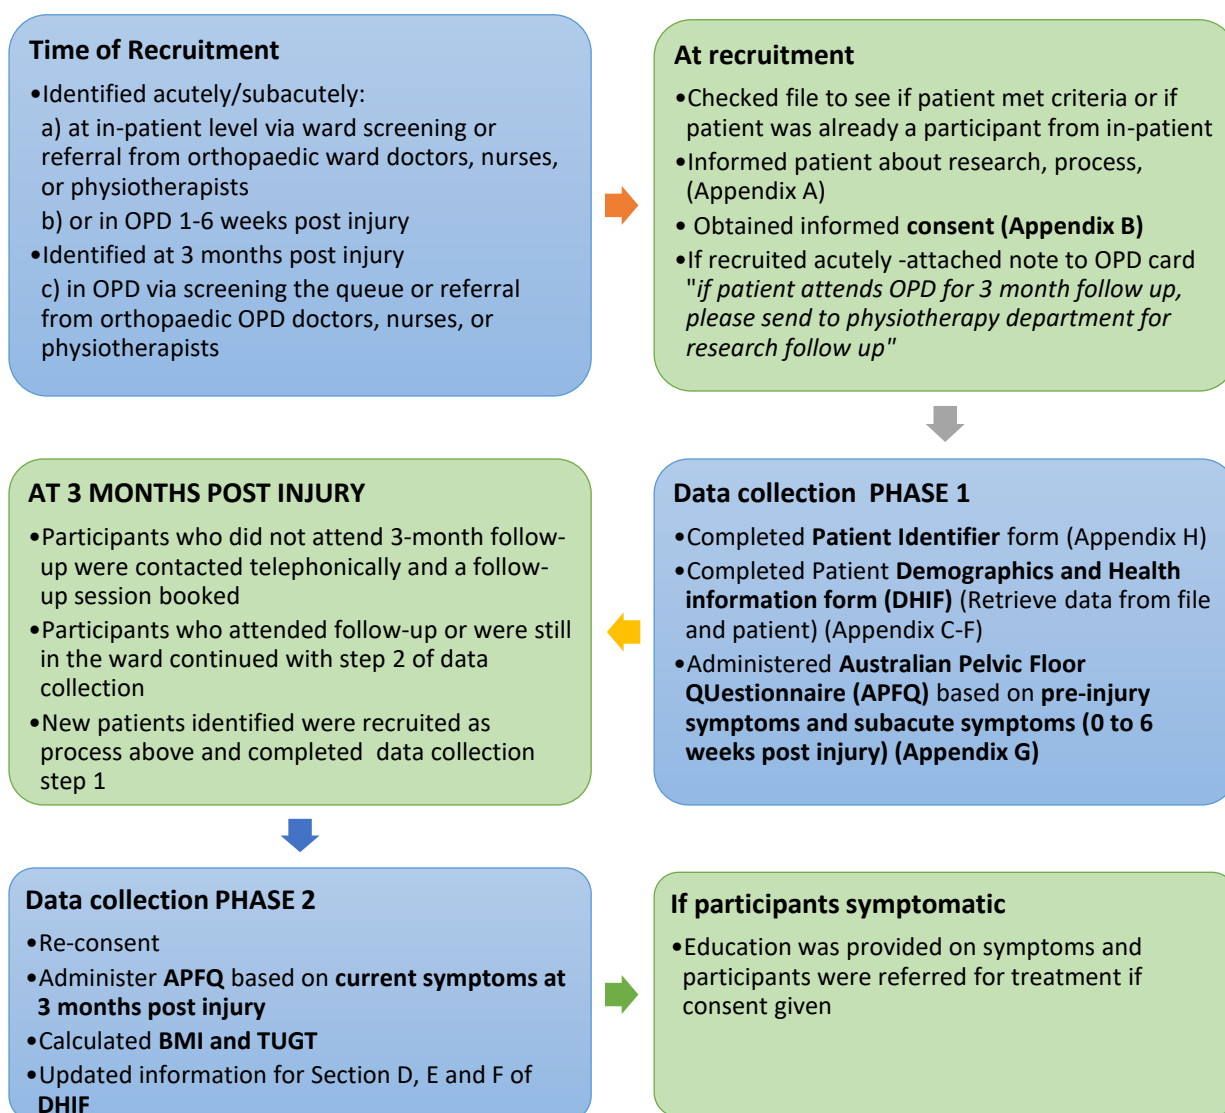 Time of Recruitment
•Identified acutely/subacutely:
a) at in-patient level via ward screening or
referral from orthopaedic ward doctors, nurses,
or physiotherapists
b) or in OPD 1-6 weeks post injury
•Identified at 3 months post injury
c) in OPD via screening the queue or referral
from orthopaedic OPD doctors, nurses, or
physiotherapists
At recruitment
•Checked file to see if patient met criteria or if
patient was already a participant from in-patient
•Informed patient about research, process,
(Appendix A)
• Obtained informed consent (Appendix B)
•If recruited acutely -attached note to OPD card
"if patient attends OPD for 3 month follow up,
please send to physiotherapy department for
research follow up"
Data collection  PHASE 1
•Completed Patient Identifier form (Appendix H)
•Completed Patient Demographics and Health
information form (DHIF) (Retrieve data from file
and patient) (Appendix C-F)
•Administered Australian Pelvic Floor
QUestionnaire (APFQ) based on pre-injury
symptoms and subacute symptoms (0 to 6
weeks post injury) (Appendix G)
AT 3 MONTHS POST INJURY
•Participants who did not attend 3-month follow-
up were contacted telephonically and a follow-
up session booked
•Participants who attended follow-up or were still
in the ward continued with step 2 of data
collection
•New patients identified were recruited as
process above and completed  data collection
step 1
Data collection PHASE 2
•Re-consent
•Administer APFQ based on current symptoms at
3 months post injury
•Calculated BMI and TUGT
•Updated information for Section D, E and F of
DHIF
If participants symptomatic
•Education was provided on symptoms and
participants were referred for treatment if
consent given